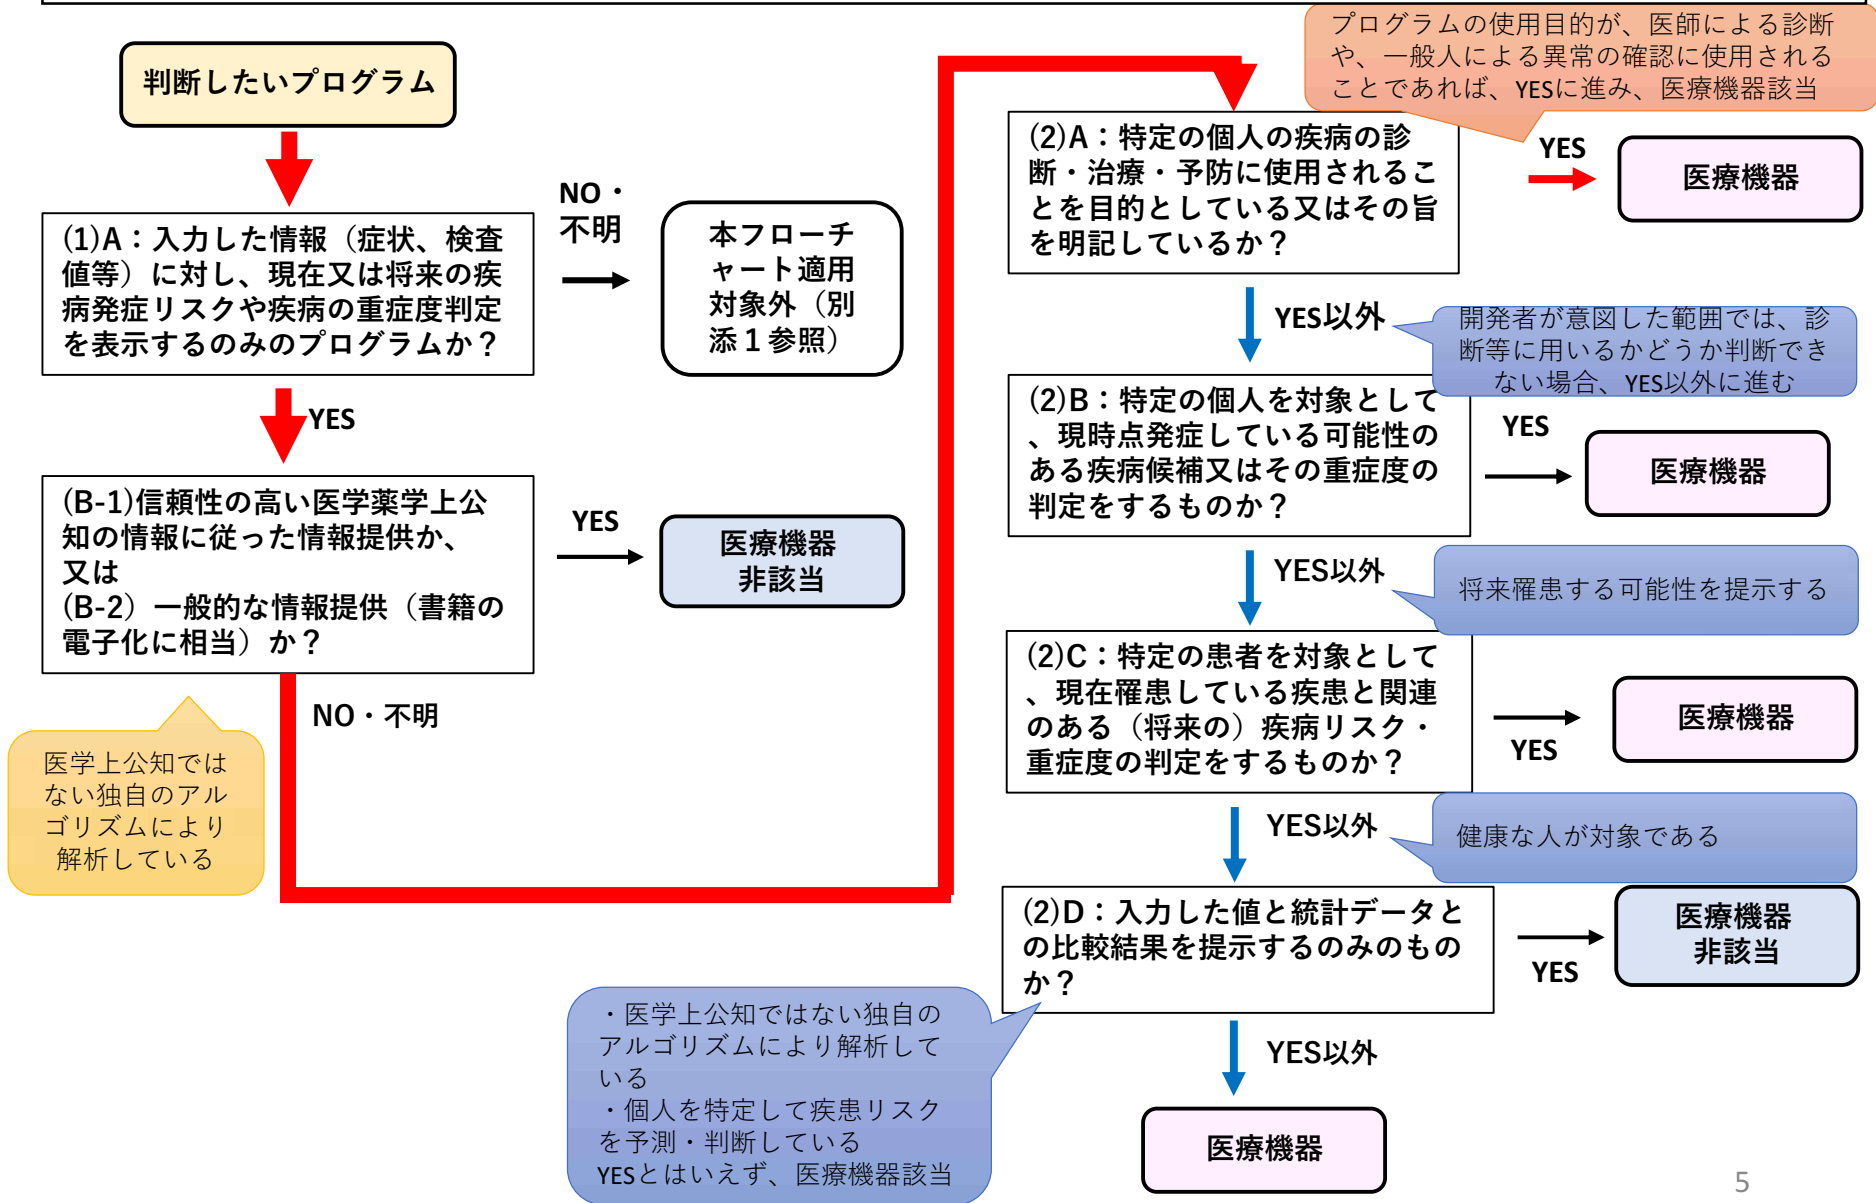 判断したいプログラム
(1)A：入力した情報（症状、検査
値等）に対し、現在又は将来の疾
病発症リスクや疾病の重症度判定
を表示するのみのプログラムか？
NO・
不明
本フローチ
ャート適用
対象外（別
添１参照）
YES
(B-1)信頼性の高い医学薬学上公
知の情報に従った情報提供か、
又は
(B-2）一般的な情報提供（書籍の
電子化に相当）か？
YES
医療機器
非該当
NO・不明
医学上公知では
ない独自のアル
ゴリズムにより
解析している
プログラムの使用目的が、医師による診断
や、一般人による異常の確認に使用される
ことであれば、YESに進み、医療機器該当
(2)A：特定の個人の疾病の診
断・治療・予防に使用されるこ
とを目的としている又はその旨
を明記しているか？
YES
医療機器
YES以外
開発者が意図した範囲では、診
断等に用いるかどうか判断でき
ない場合、YES以外に進む
(2)B：特定の個人を対象として
、現時点発症している可能性の
ある疾病候補又はその重症度の
判定をするものか？
YES
医療機器
YES以外
将来罹患する可能性を提示する
(2)C：特定の患者を対象として
、現在罹患している疾患と関連
のある（将来の）疾病リスク・
重症度の判定をするものか？
YES
医療機器
YES以外
健康な人が対象である
(2)D：入力した値と統計データと
の比較結果を提示するのみのもの
か？
YES
医療機器
非該当
・医学上公知ではない独自の
アルゴリズムにより解析して
いる
・個人を特定して疾患リスク
を予測・判断している
YESとはいえず、医療機器該当
YES以外
医療機器
5